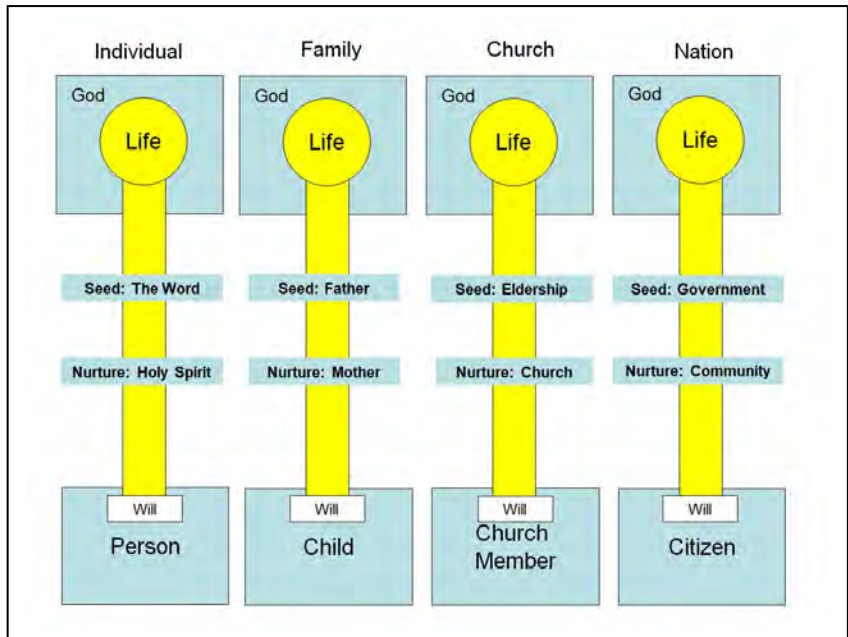 Individual
Family
Church
Nation
God
God
God
God
Life
Life
Life
Life
Seed: The Word
Seed: Father
Seed: Eldership
Seed: Government
Nurture: Holy Spirit
Nurture: Mother
Nurture: Church
Nurture: Community
Will
Will
Will
Will
Person
Child
Church
Member
Citizen